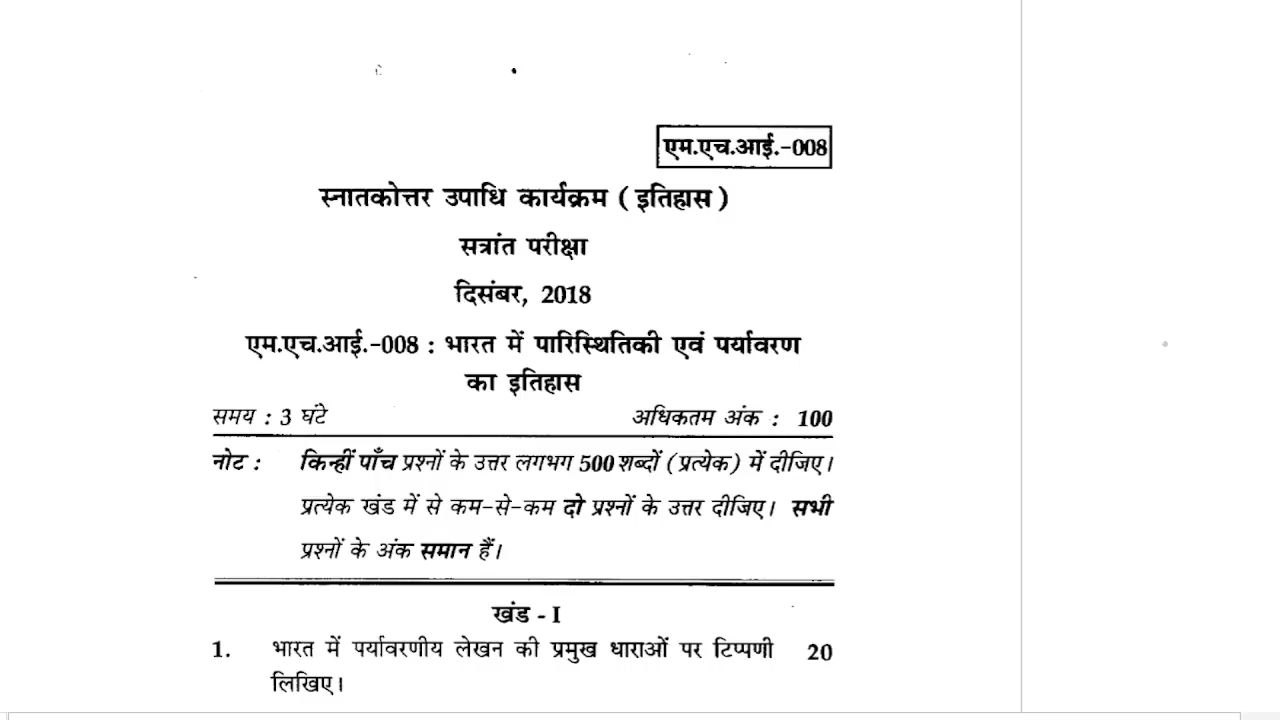 एम.एच.आई.-008
स्नातकोत्तर उपाधि कार्यक्रम ( इतिहास )
सत्रांत परीक्षा
दिसंबर, 2018
एम.एच.आई.-008 : भारत में पारिस्थितिकी एवं पर्यावरण
का इतिहास
समय : 3 घंटे अधिकतम अंक : 100
नोट : किन्हीं पाँच प्रश्नों के उत्तर लगभग 500 शब्दों (प्रत्येक) में दीजिए।
प्रत्येक खंड में से कम-से-कम दो प्रश्नों के उत्तर दीजिए। सभी
प्रश्नों के अंक समान हैं।
खंड - I
1. भारत में पर्यावरणीय लेखन की प्रमुख धाराओं पर टिप्पणी 20
लिखिए।